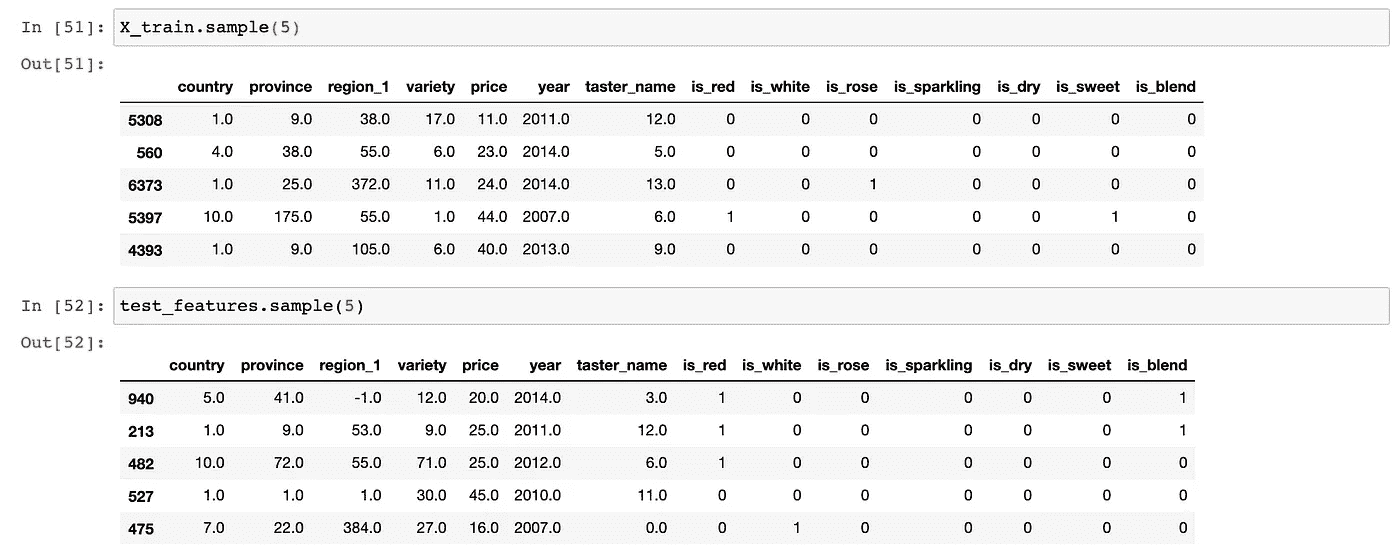 In [51]: X_train.sample(5)
Out[51]:
country province region_1 variety price year taster_name is_red is_white is_rose is_sparkling is_dry is_sweet is_blend
5308 1.0 9.0 38.0 17.0 11.0 2011.0 12.0 0 0 0 0 0 0 0
560 4.0 38.0 55.0 6.0 23.0 2014.0 5.0 0 0 0 0 0 0 0
6373 1.0 25.0 372.0 11.0 24.0 2014.0 13.0 0 0 1 0 0 0 0
5397 10.0 175.0 55.0 1.0 44.0 2007.0 6.0 1 0 0 0 0 1 0
4393 1.0 9.0 105.0 6.0 40.0 2013.0 9.0 0 0 0 0 0 0 0
In [52]: test_features.sample(5)
Out[52]:
country province region_1 variety price year taster_name is_red is_white is_rose is_sparkling is_dry is_sweet is_blend
940 5.0 41.0 -1.0 12.0 20.0 2014.0 3.0 1 0 0 0 0 0 1
213 1.0 9.0 53.0 9.0 25.0 2011.0 12.0 1 0 0 0 0 0 1
482 10.0 72.0 55.0 71.0 25.0 2012.0 6.0 1 0 0 0 0 0 0
527 1.0 1.0 1.0 30.0 45.0 2010.0 11.0 0 0 0 0 0 0 0
475 7.0 22.0 384.0 27.0 16.0 2007.0 0.0 0 1 0 0 0 0 0